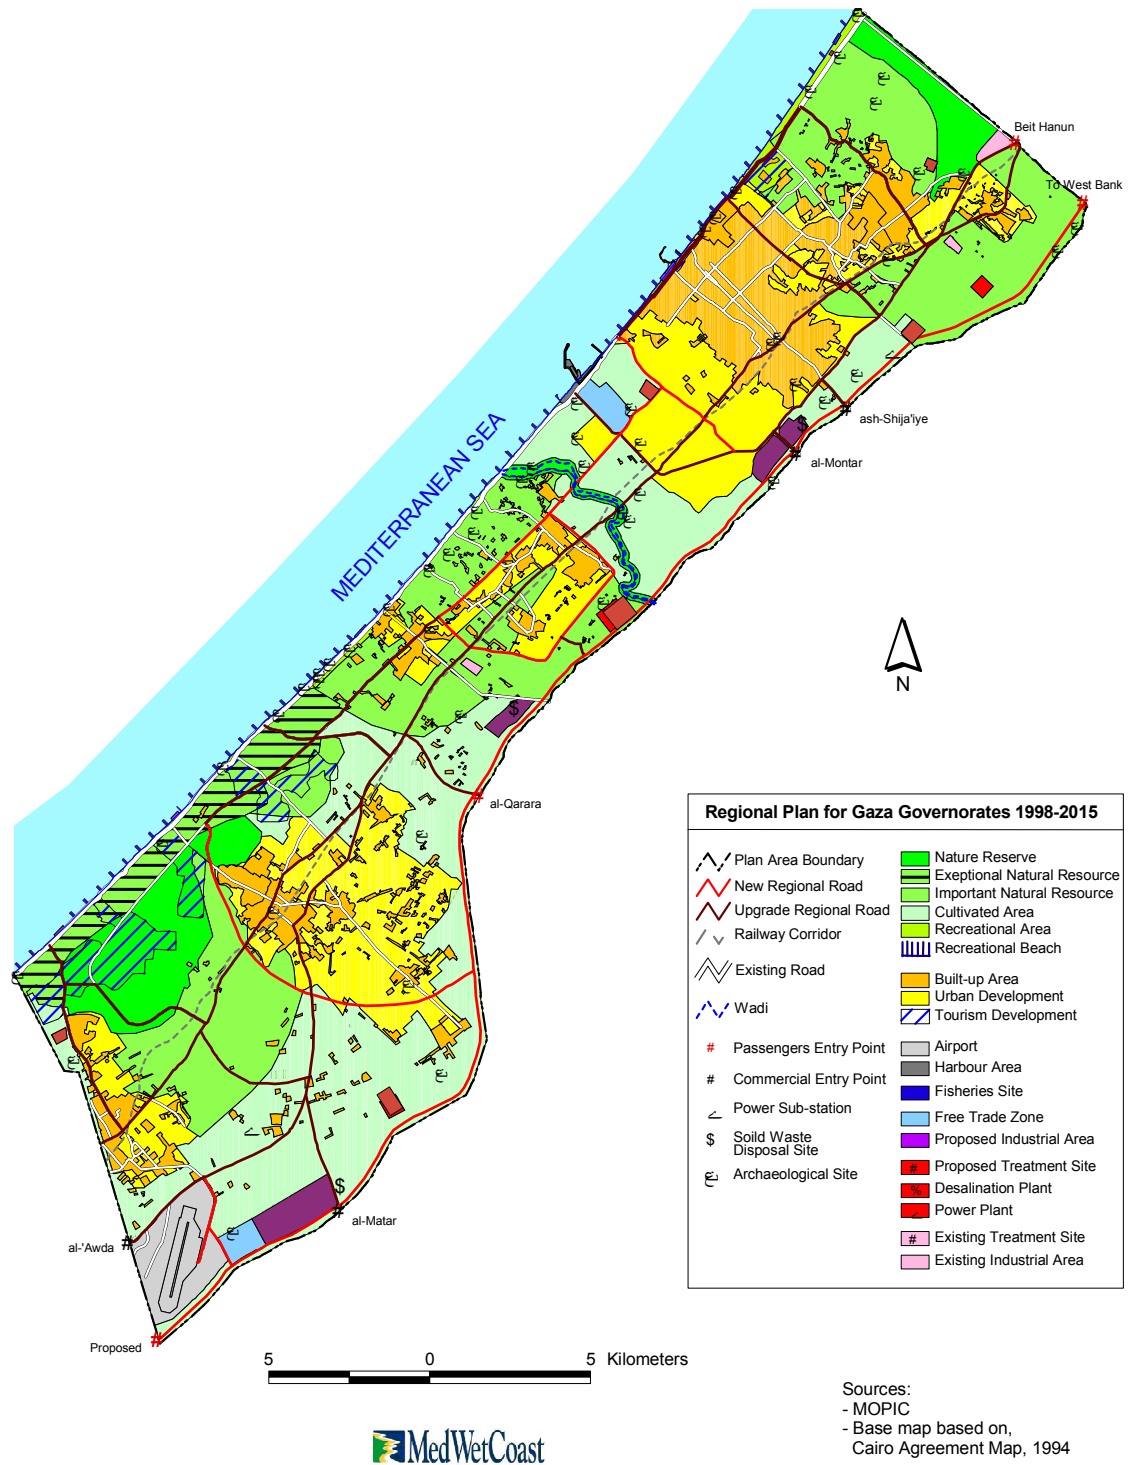 Beit Hanun
To West Bank
ash-Shija'iye
al-Montar
MEDITERRANEAN SEA
N
al-Qarara
Regional Plan for Gaza Governorates 1998-2015
Plan Area Boundary
New Regional Road
Upgrade Regional Road
Railway Corridor
Existing Road
Wadi
# Passengers Entry Point
# Commercial Entry Point
Power Sub-station
$ Soild Waste
Disposal Site
Archaeological Site
Nature Reserve
Exeptional Natural Resource
Important Natural Resource
Cultivated Area
Recreational Area
Recreational Beach
Built-up Area
Urban Development
Tourism Development
Airport
Harbour Area
Fisheries Site
Free Trade Zone
Proposed Industrial Area
# Proposed Treatment Site
% Desalination Plant
Power Plant
# Existing Treatment Site
Existing Industrial Area
al-Matar
al-'Awda
Proposed
5 0 5 Kilometers
Sources:
- MOPIC
- Base map based on,
Cairo Agreement Map, 1994
MedWetCoast